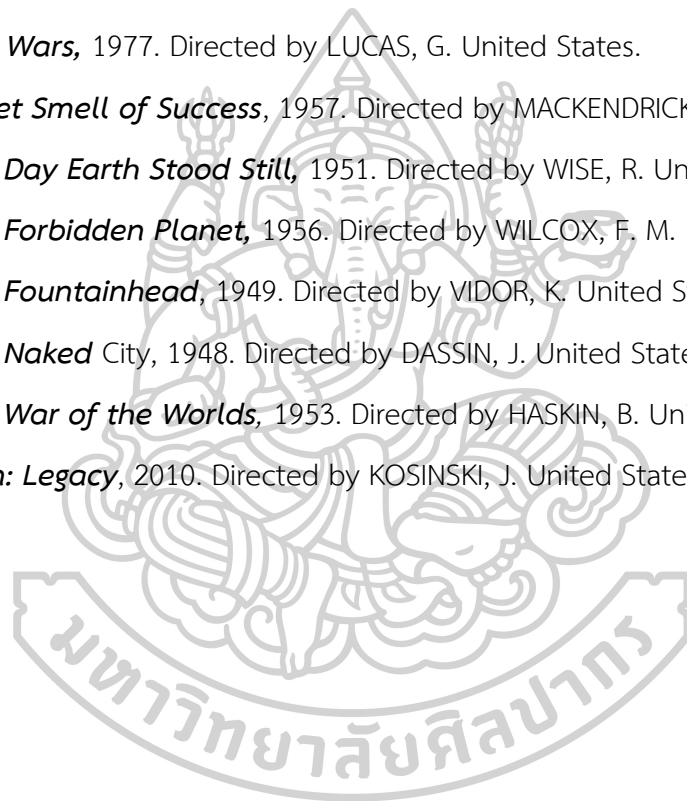 Wars, 1977. Directed by LUCAS, G. United States.
et Smell of Success, 1957. Directed by MACKENDRICK
Day Earth Stood Still, 1951. Directed by WISE, R. Un
Forbidden Planet, 1956. Directed by WILCOX, F. M.
Fountainhead, 1949. Directed by VIDOR, K. United S
Naked City, 1948. Directed by DASSIN, J. United State
War of the Worlds, 1953. Directed by HASKIN, B. Uni
n: Legacy, 2010. Directed by KOSINSKI, J. United State
มหาวิทยาลัยศิลปากร